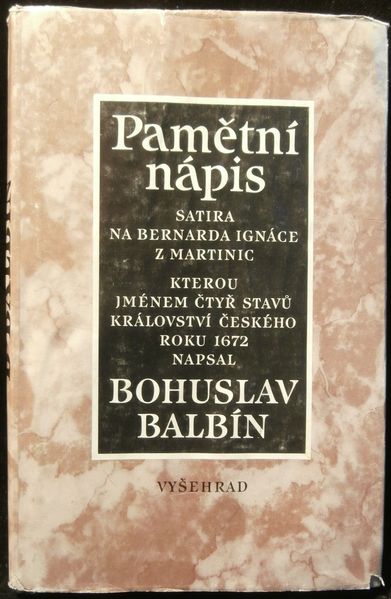 Pamětní
nápis
SATIRA
NA BERNARDA IGNÁCE
Z MARTINIC
KTEROU
JMÉNEM ČTYŘ STAVŮ
KRÁLOVSTVÍ ČESKÉHO
ROKU 1672
NAPSAL
BOHUSLAV
BALBÍN
VYŠEHRAD